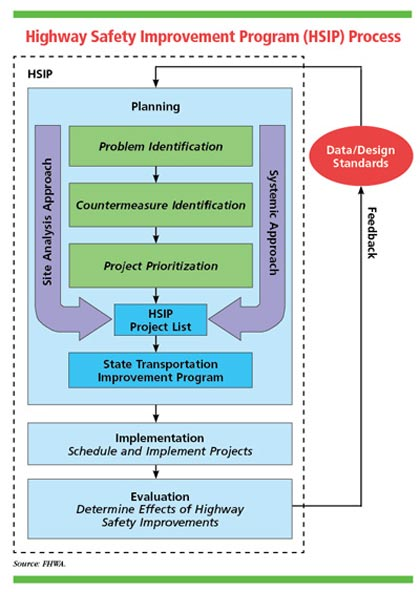 Highway Safety Improvement Program (HSIP) Process
HSIP
Planning
Site Analysis Approach
Problem Identification
Countermeasure Identification
Project Prioritization
Systemic Approach
HSIP
Project List
State Transportation
Improvement Program
Implementation
Schedule and Implement Projects
Evaluation
Determine Effects of Highway
Safety Improvements
Data/Design
Standards
Feedback
Source: FHWA.